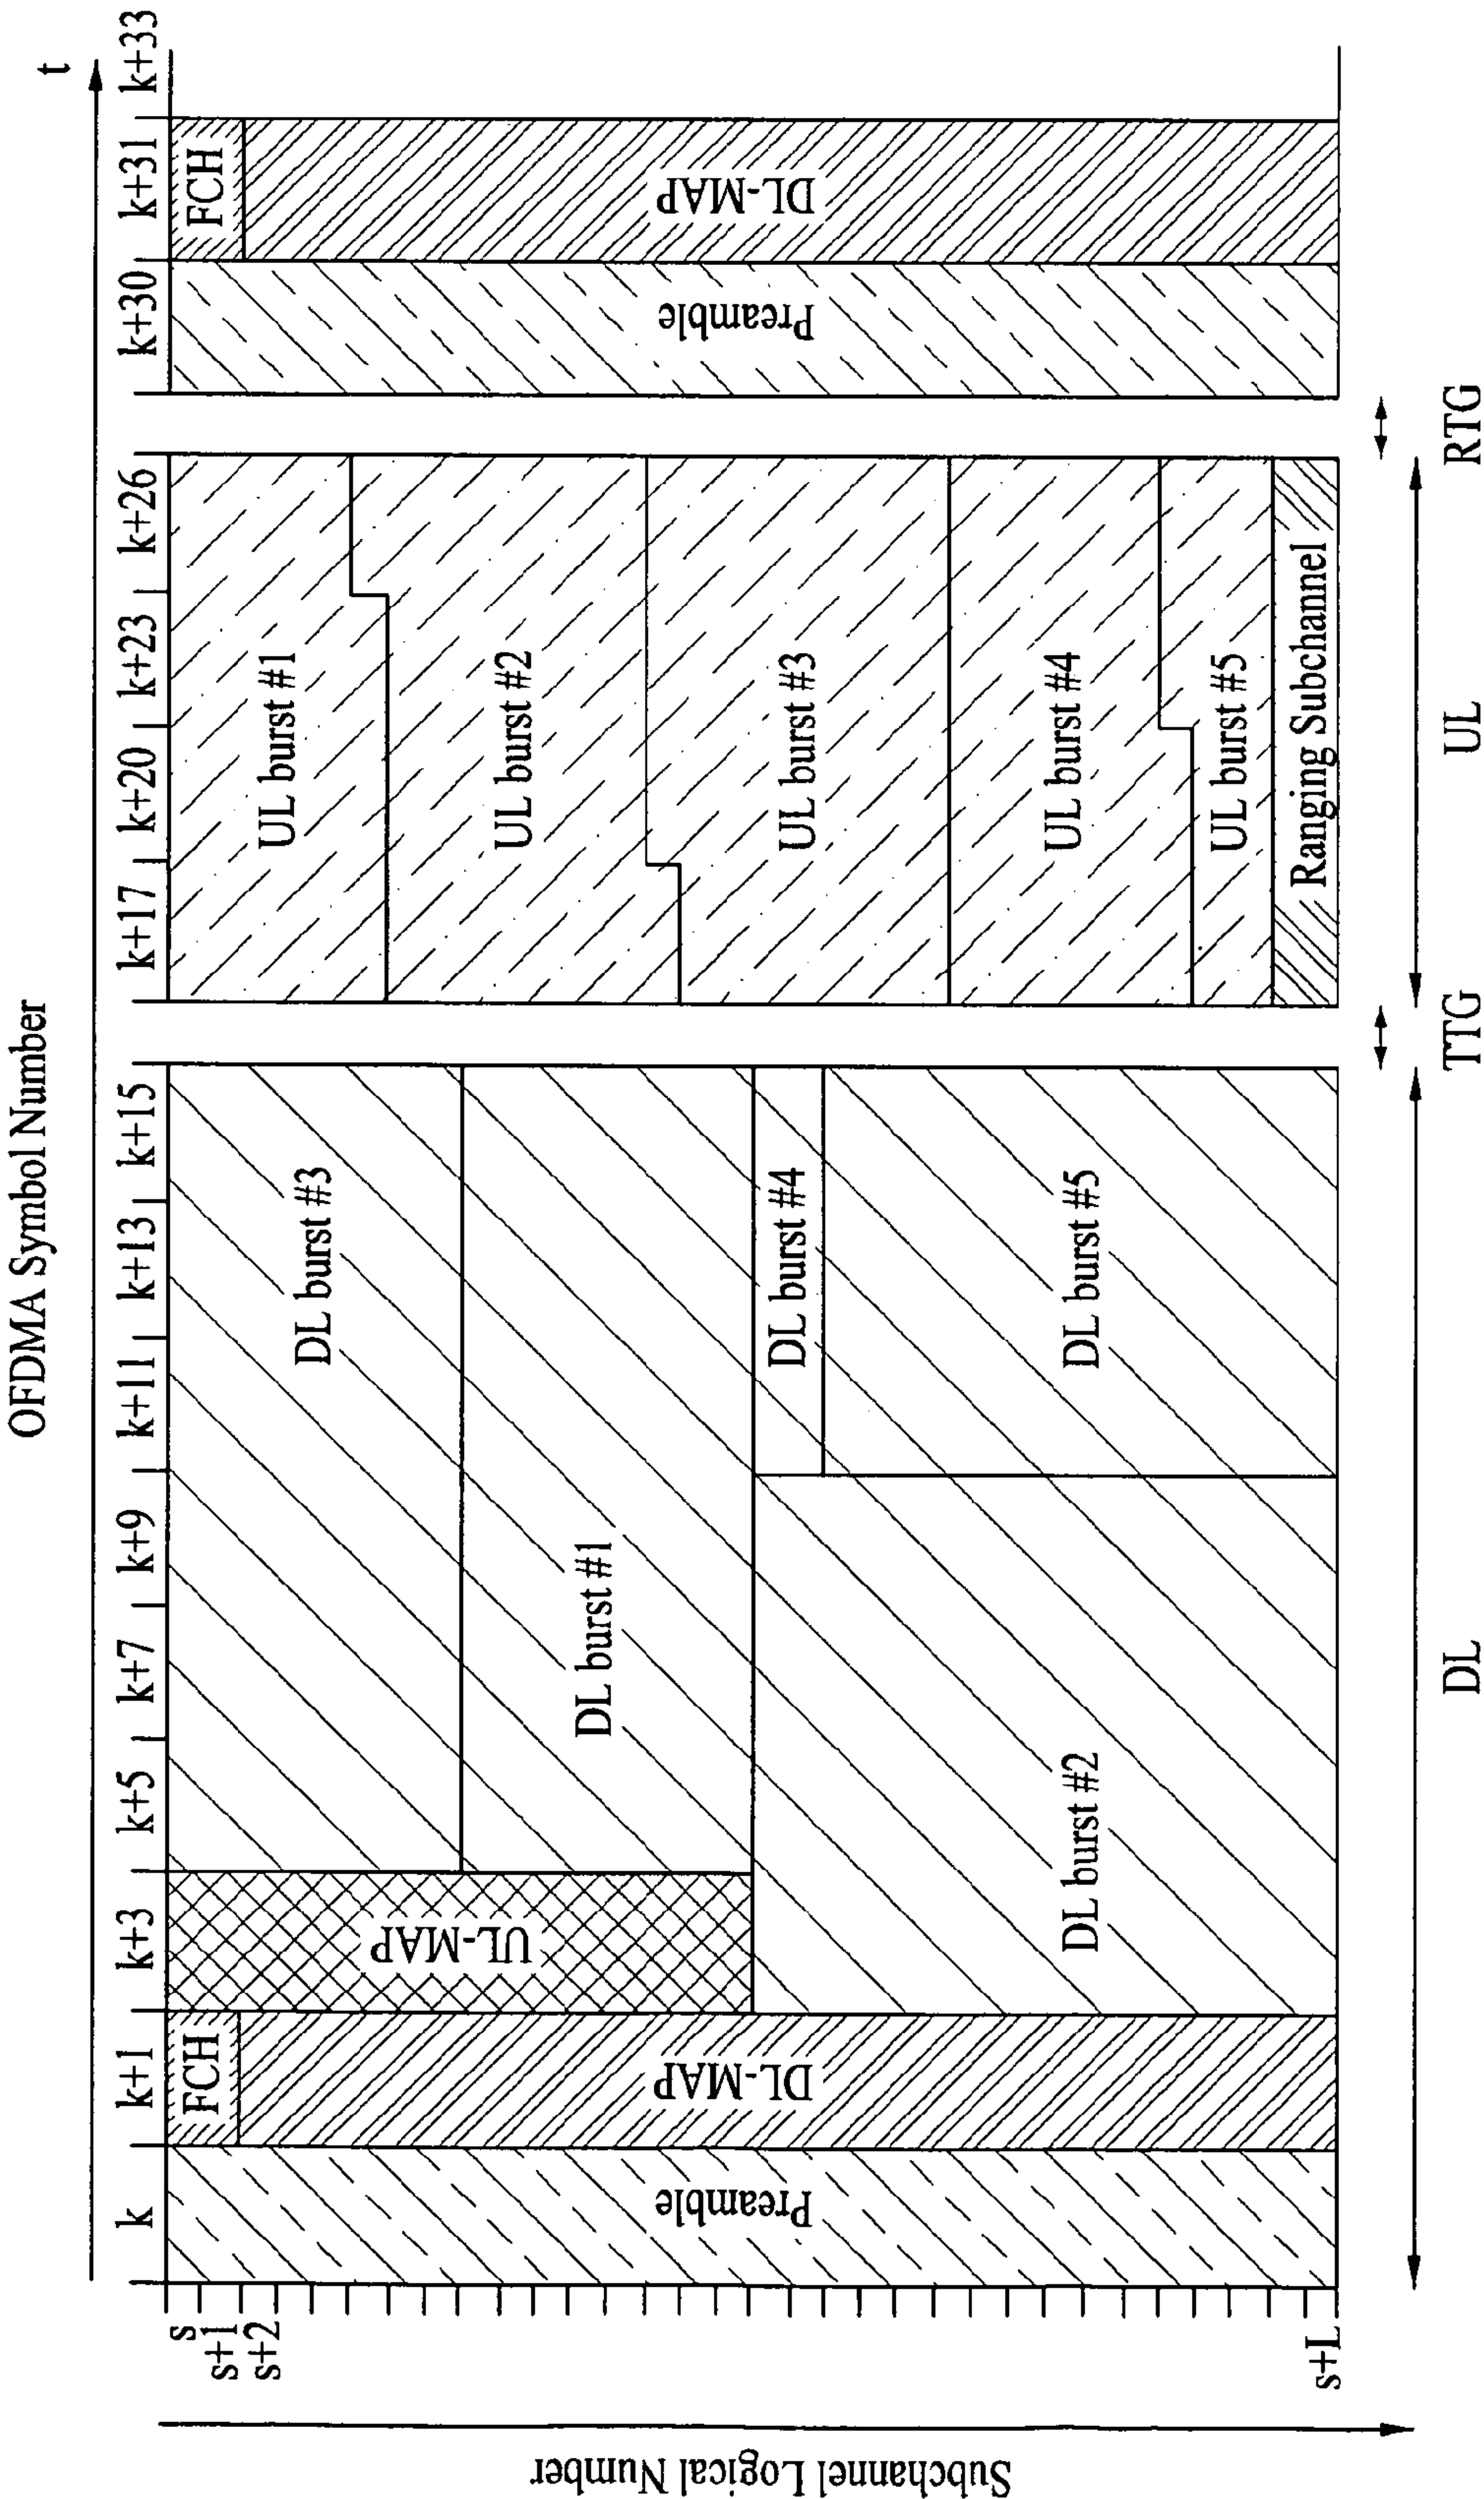 OFDMA Symbol Number
t
k
k+1
k+3
k+5
k+7
k+9
k+11
k+13
k+15
k+17
k+20
k+23
k+26
k+30
k+31
k+33
Subchannel Logical Number
s
s+1
s+2
s+L
Preamble
FCH
DL-MAP
UL-MAP
DL burst #3
DL burst #1
DL burst #2
DL burst #4
DL burst #5
UL burst #1
UL burst #2
UL burst #3
UL burst #4
UL burst #5
Ranging Subchannel
Preamble
FCH
DL-MAP
DL
TTG
UL
RTG